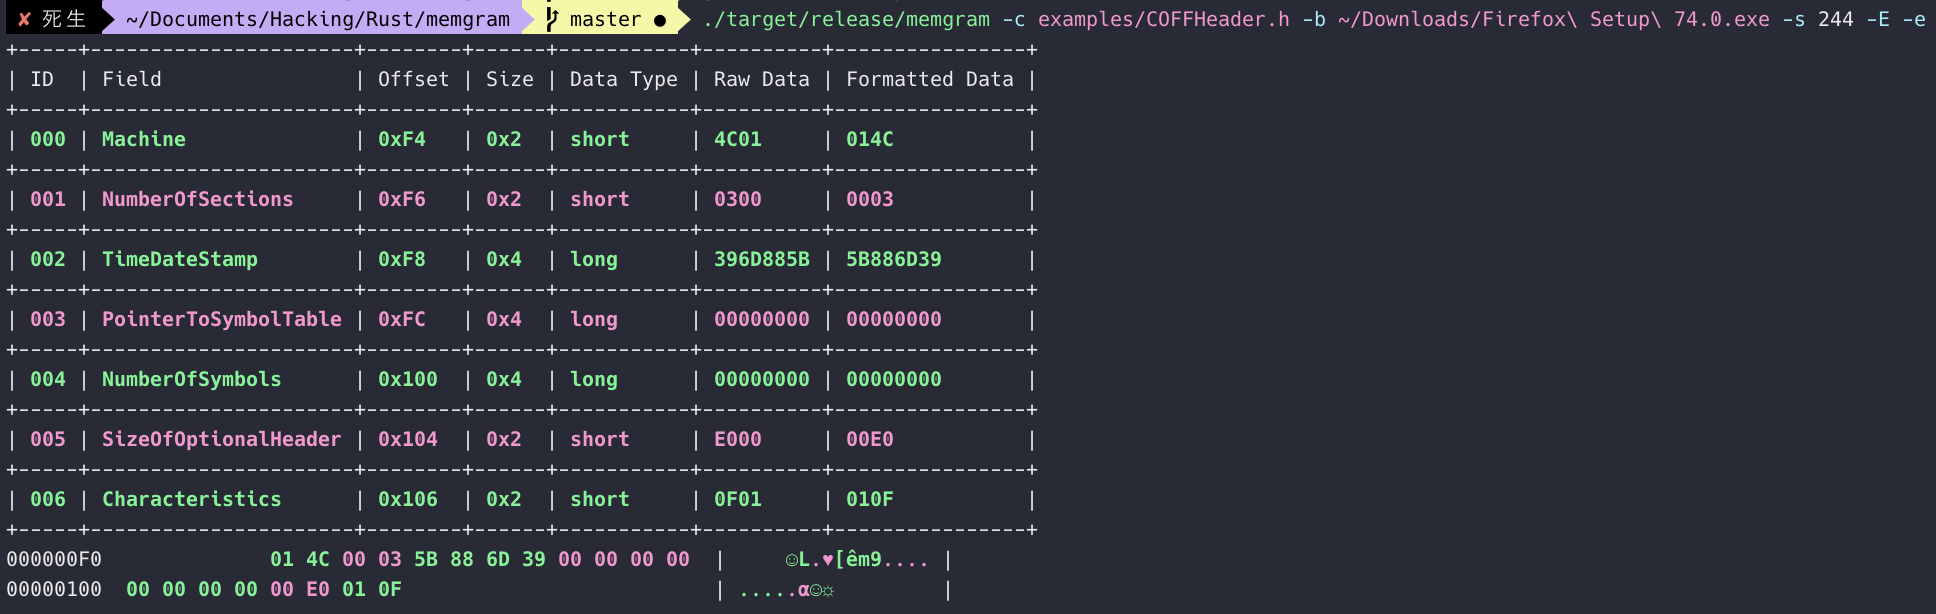 ✘ 死生 ~/Documents/Hacking/Rust/memgram master ● ./target/release/memgram -c examples/COFFHeader.h -b ~/Downloads/Firefox\ Setup\ 74.0.exe -s 244 -E -e
+-----+----------------------+--------+------+-----------+----------+----------------+
| ID  | Field                | Offset | Size | Data Type | Raw Data | Formatted Data |
+-----+----------------------+--------+------+-----------+----------+----------------+
| 000 | Machine              | 0xF4   | 0x2  | short     | 4C01     | 014C           |
+-----+----------------------+--------+------+-----------+----------+----------------+
| 001 | NumberOfSections     | 0xF6   | 0x2  | short     | 0300     | 0003           |
+-----+----------------------+--------+------+-----------+----------+----------------+
| 002 | TimeDateStamp        | 0xF8   | 0x4  | long      | 396D885B | 5B886D39       |
+-----+----------------------+--------+------+-----------+----------+----------------+
| 003 | PointerToSymbolTable | 0xFC   | 0x4  | long      | 00000000 | 00000000       |
+-----+----------------------+--------+------+-----------+----------+----------------+
| 004 | NumberOfSymbols      | 0x100  | 0x4  | long      | 00000000 | 00000000       |
+-----+----------------------+--------+------+-----------+----------+----------------+
| 005 | SizeOfOptionalHeader | 0x104  | 0x2  | short     | E000     | 00E0           |
+-----+----------------------+--------+------+-----------+----------+----------------+
| 006 | Characteristics      | 0x106  | 0x2  | short     | 0F01     | 010F           |
+-----+----------------------+--------+------+-----------+----------+----------------+
000000F0              01 4C 00 03 5B 88 6D 39 00 00 00 00  |     ☺L.♥[êm9.... |
00000100  00 00 00 00 00 E0 01 0F                          | .....α☺☼         |